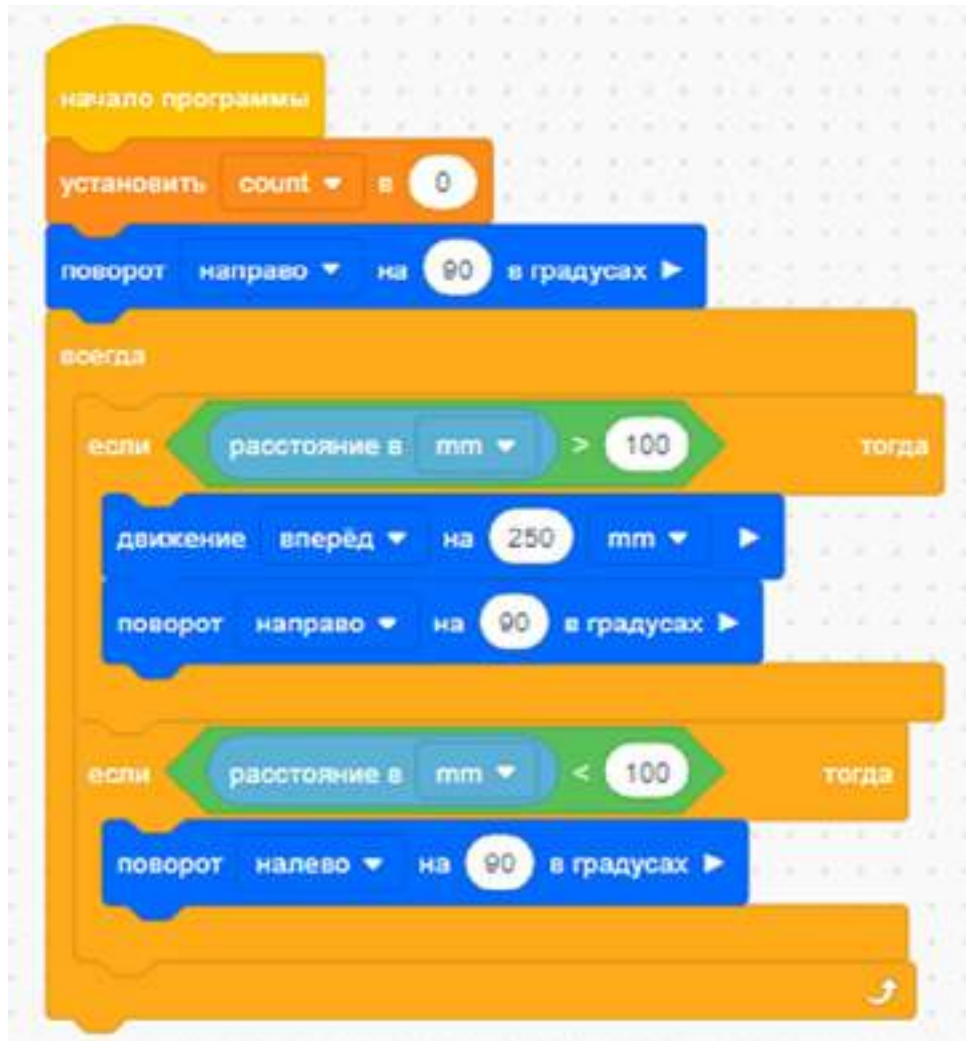 начало программы
установить count в 0
поворот направо на 90 в градусах
всегда
если расстояние в mm > 100 тогда
движение вперёд на 250 mm
поворот направо на 90 в градусах
если расстояние в mm < 100 тогда
поворот налево на 90 в градусах